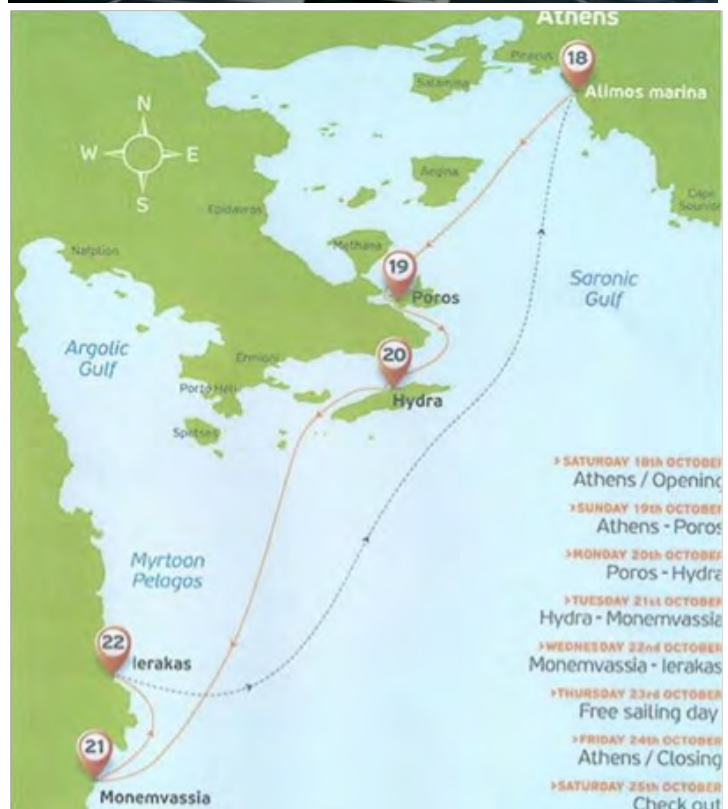 Athens
Piraeus
18
Salamina
Alimos marina
N
W
E
S
Aegina
Cape
Epidavros
Methana
Nafplion
19
Poros
Saronic
Gulf
Argolic
Gulf
20
Ermioni
Porto Heli
Hydra
Spetses
>SATURDAY 18th OCTOBER
Athens / Opening
>SUNDAY 19th OCTOBER
Athens - Poros
>MONDAY 20th OCTOBER
Poros - Hydra
>TUESDAY 21st OCTOBER
Hydra - Monemvassia
>WEDNESDAY 22nd OCTOBER
Monemvassia - Ierakas
>THURSDAY 23rd OCTOBER
Free sailing day
>FRIDAY 24th OCTOBER
Athens / Closing
>SATURDAY 25th OCTOBER
Check out
Myrtoon
Pelagos
22
Ierakas
21
Monemvassia